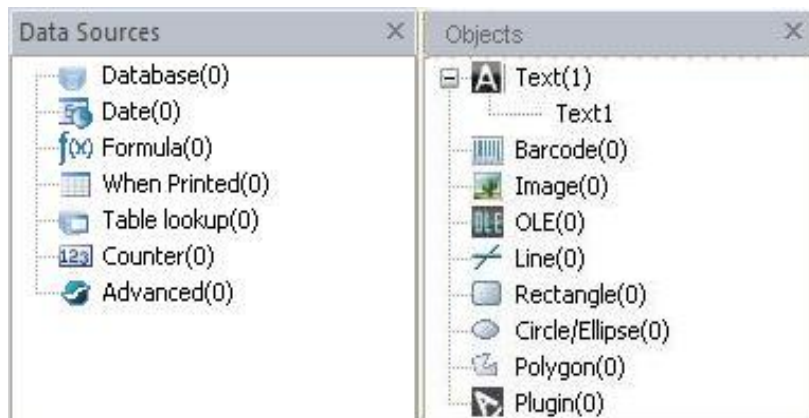 Data Sources
Database(0)
Date(0)
Formula(0)
When Printed(0)
Table lookup(0)
Counter(0)
Advanced(0)
Objects
Text(1)
Text1
Barcode(0)
Image(0)
OLE(0)
Line(0)
Rectangle(0)
Circle/Ellipse(0)
Polygon(0)
Plugin(0)